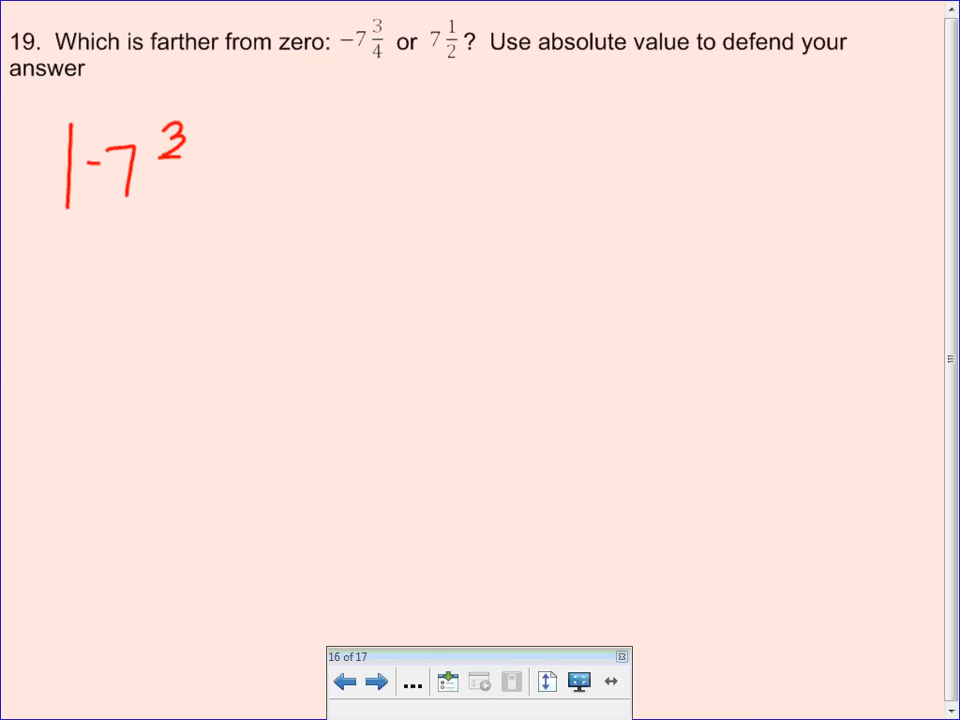 19. Which is farther from zero: −7 3/4 or 7 1/2 ? Use absolute value to defend your
answer
|-7 3
16 of 17